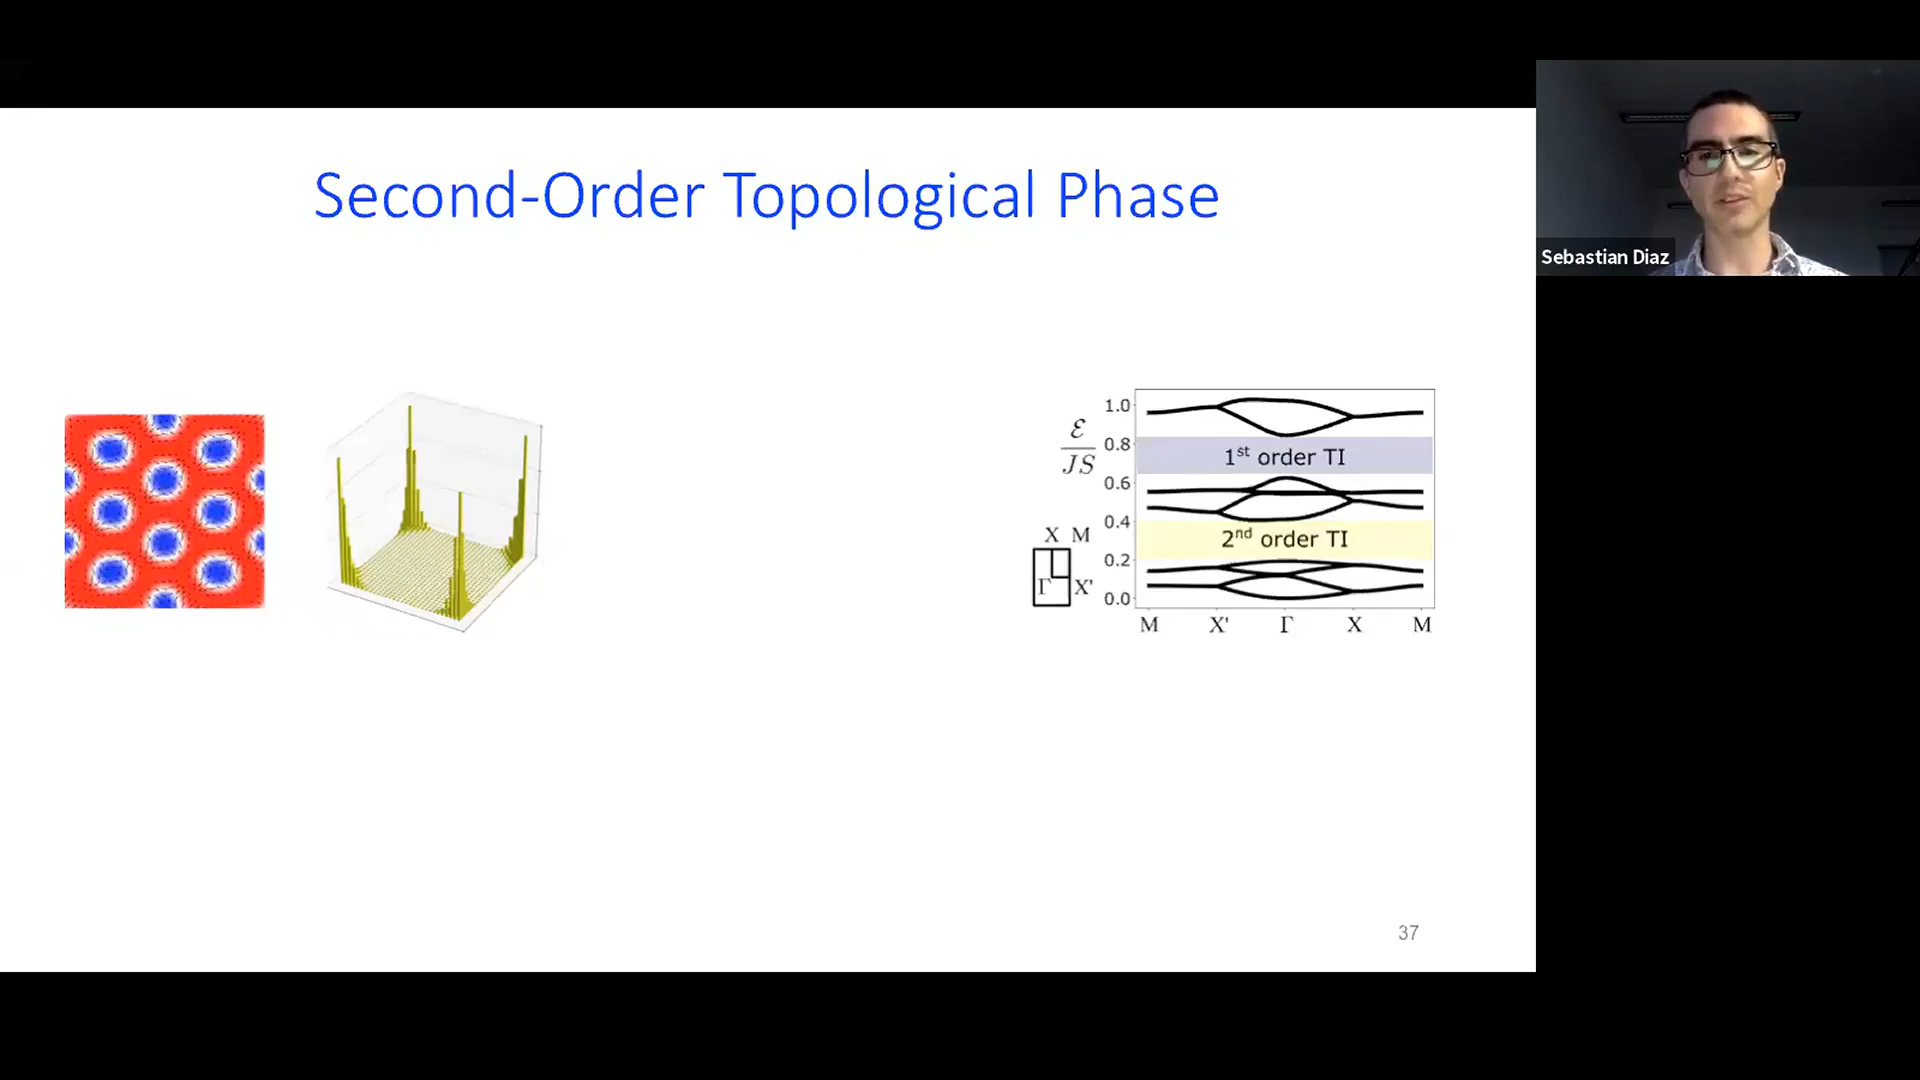 Second-Order Topological Phase
Sebastian Diaz
ℰ
JS
1.0
0.8
0.6
0.4
0.2
0.0
1st order TI
2nd order TI
M X' Γ X M
X M
Γ X'
37